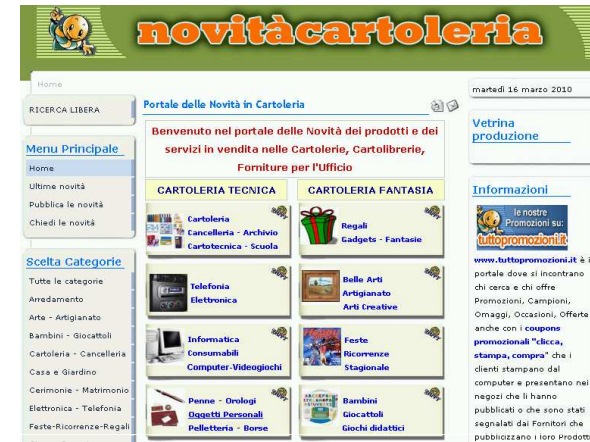 novitàcartoleria
Home
martedì 16 marzo 2010
RICERCA LIBERA
Menu Principale
Home
Ultime novità
Pubblica le novità
Chiedi le novità
Scelta Categorie
Tutte le categorie
Arredamento
Arte - Artigianato
Bambini - Giocattoli
Cartoleria - Cancelleria
Casa e Giardino
Cerimonie - Matrimonio
Elettronica - Telefonia
Feste-Ricorrenze-Regali
Portale delle Novità in Cartoleria
Benvenuto nel portale delle Novità dei prodotti e dei
servizi in vendita nelle Cartolerie, Cartolibrerie,
Forniture per l'Ufficio
CARTOLERIA TECNICA
CARTOLERIA FANTASIA
Cartoleria
Cancelleria - Archivio
Cartotecnica - Scuola
Regali
Gadgets - Fantasie
Telefonia
Elettronica
Belle Arti
Artigianato
Arti Creative
Informatica
Consumabili
Computer-Videogiochi
Feste
Ricorrenze
Stagionale
Penne - Orologi
Oggetti Personali
Pelletteria - Borse
Bambini
Giocattoli
Giochi didattici
Vetrina
produzione
Informazioni
le nostre
Promozioni su:
tuttopromozioni.it
www.tuttopromozioni.it è i
portale dove si incontrano
chi cerca e chi offre
Promozioni, Campioni,
Omaggi, Occasioni, Offerte
anche con i coupons
promozionali "clicca,
stampa, compra" che i
clienti stampano dal
computer e presentano nei
negozi che li hanno
pubblicati o che sono stati
segnalati dai Fornitori che
pubblicizzano i loro Prodott